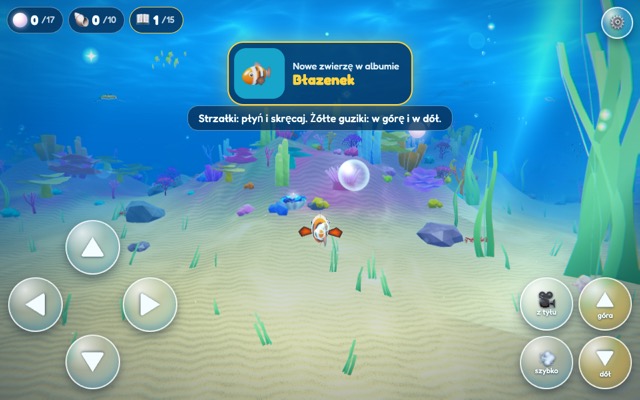 0 /17
0 /10
1 /15
Nowe zwierzę w albumie
Błazenek
Strzałki: płyń i skręcaj. Żółte guziki: w górę i w dół.
z tyłu
góra
szybko
dół